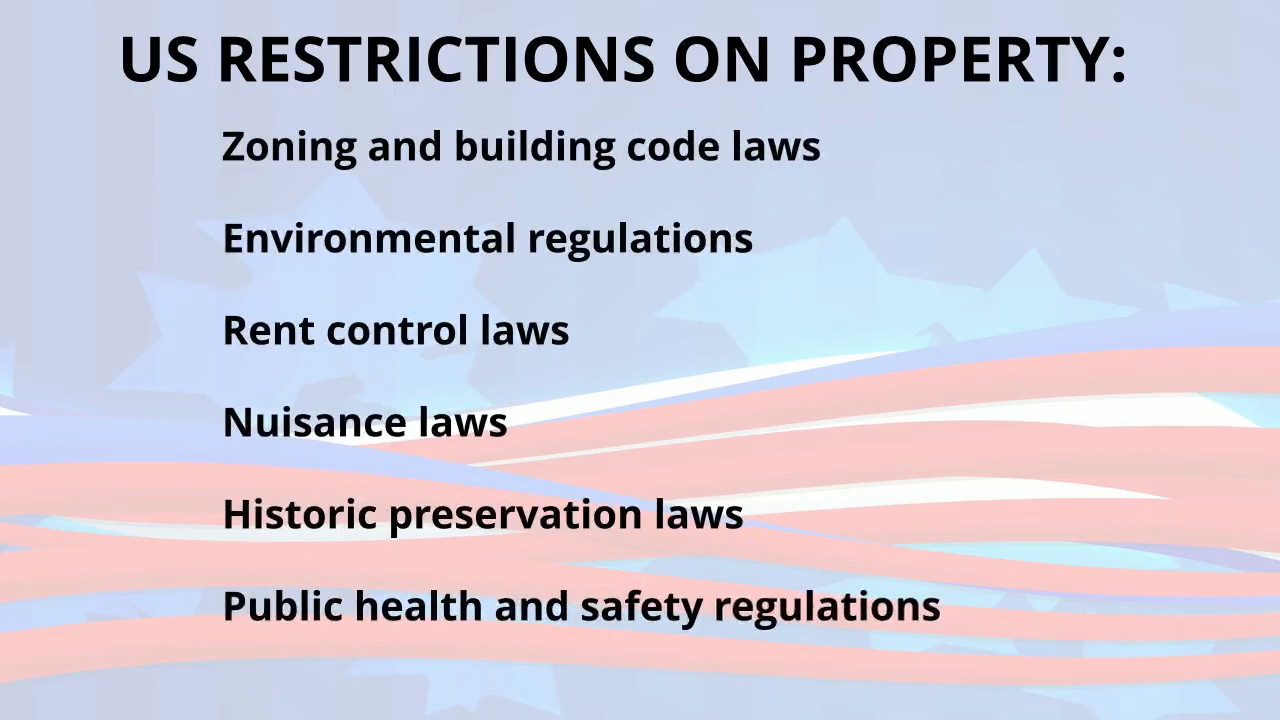 US RESTRICTIONS ON PROPERTY:
Zoning and building code laws
Environmental regulations
Rent control laws
Nuisance laws
Historic preservation laws
Public health and safety regulations